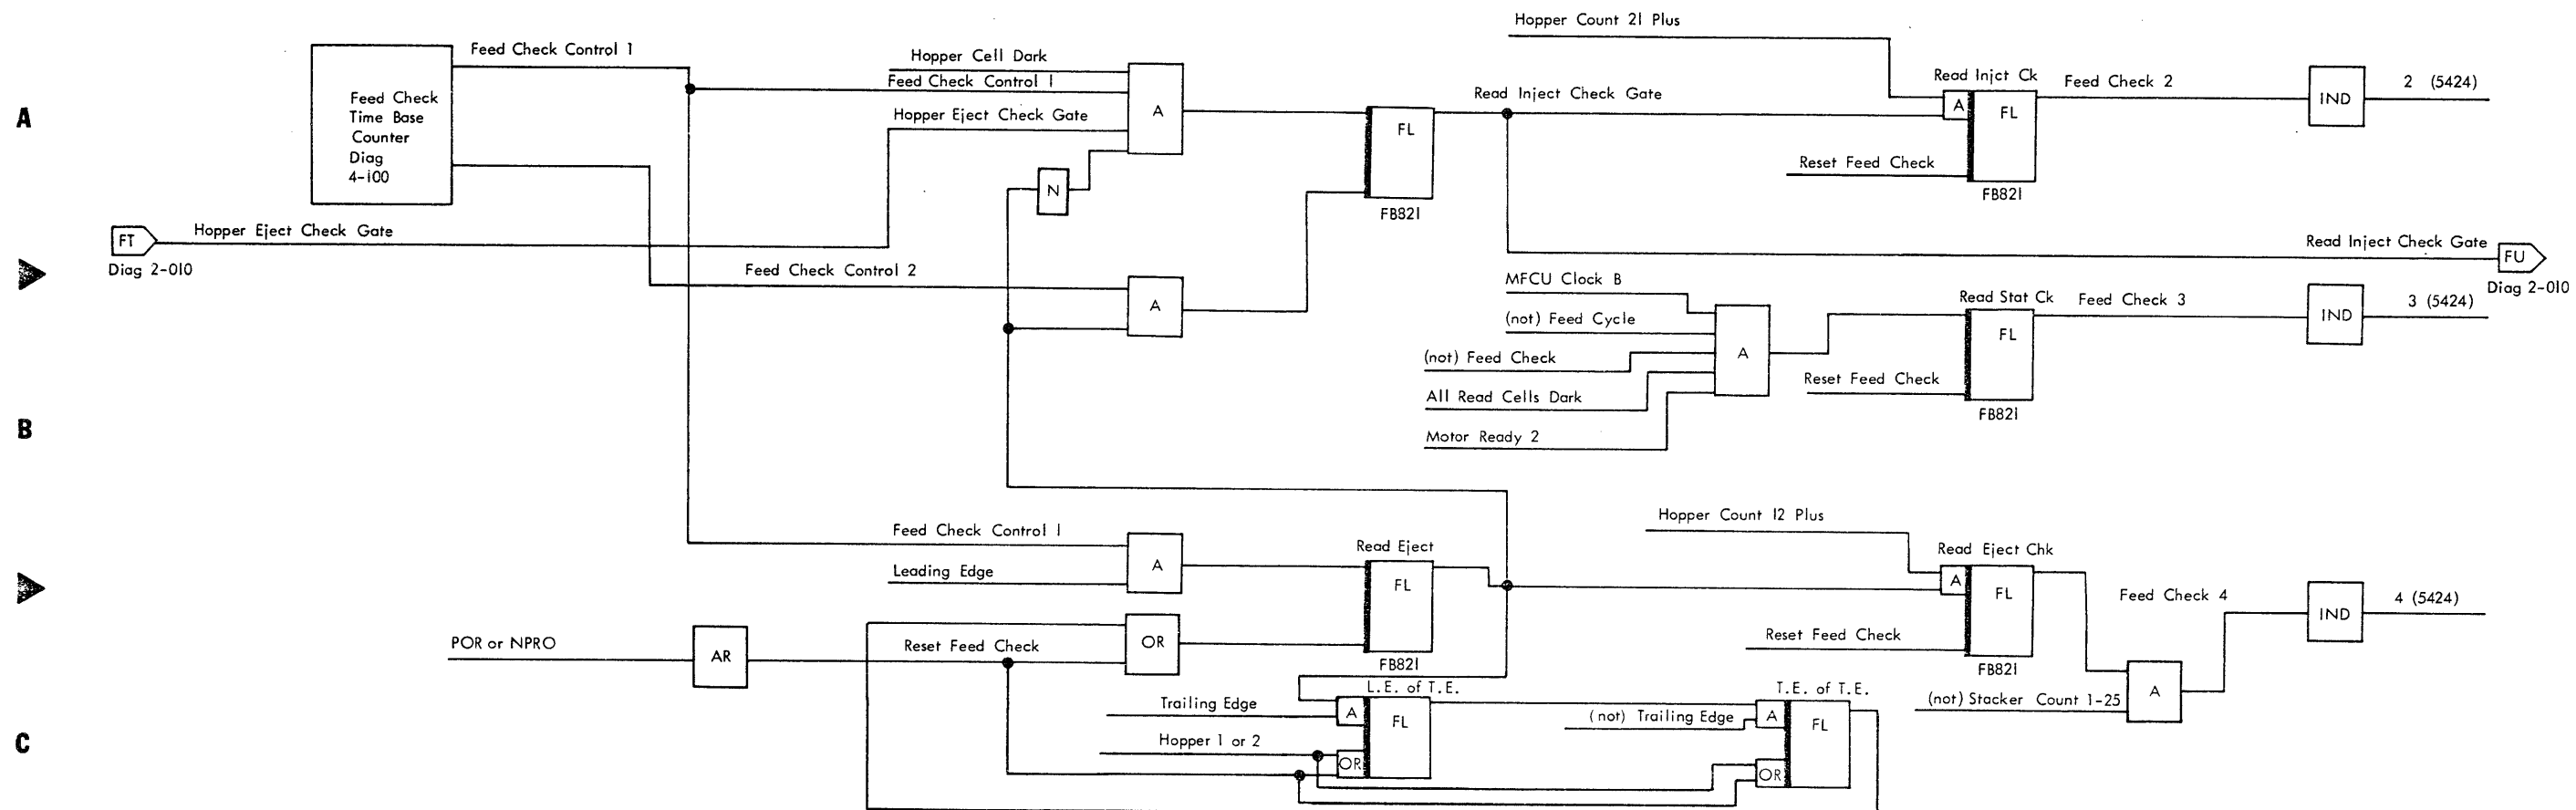 Hopper Count 21 Plus
Feed Check Control 1
Hopper Cell Dark
Feed Check Control 1
Hopper Eject Check Gate
Feed Check
Time Base
Counter
Diag
4-100
A
A
N
FL
FB821
Read Inject Check Gate
Read Injct Ck
A
FL
FB821
Reset Feed Check
Feed Check 2
IND
2 (5424)
FT
Diag 2-010
Hopper Eject Check Gate
Feed Check Control 2
A
Read Inject Check Gate
FU
Diag 2-010
MFCU Clock B
(not) Feed Cycle
(not) Feed Check
All Read Cells Dark
Motor Ready 2
A
Read Stat Ck
FL
FB821
Reset Feed Check
Feed Check 3
IND
3 (5424)
B
Feed Check Control 1
Leading Edge
A
Read Eject
FL
FB821
Hopper Count 12 Plus
Read Eject Chk
A
FL
FB821
Reset Feed Check
Feed Check 4
IND
4 (5424)
(not) Stacker Count 1-25
A
POR or NPRO
AR
Reset Feed Check
OR
C
L.E. of T.E.
Trailing Edge
A
FL
Hopper 1 or 2
OR
T.E. of T.E.
(not) Trailing Edge
A
FL
OR